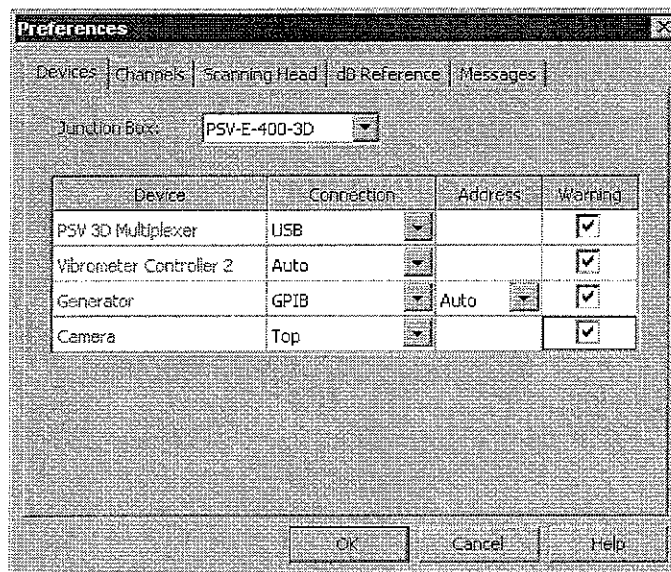 Preferences
Devices Channels Scanning Head dB Reference Messages
Junction Box: PSV-E-400-3D
Device Connection Address Warning
PSV 3D Multiplexer USB
Vibrometer Controller 2 Auto
Generator GPIB Auto
Camera Top
OK Cancel Help